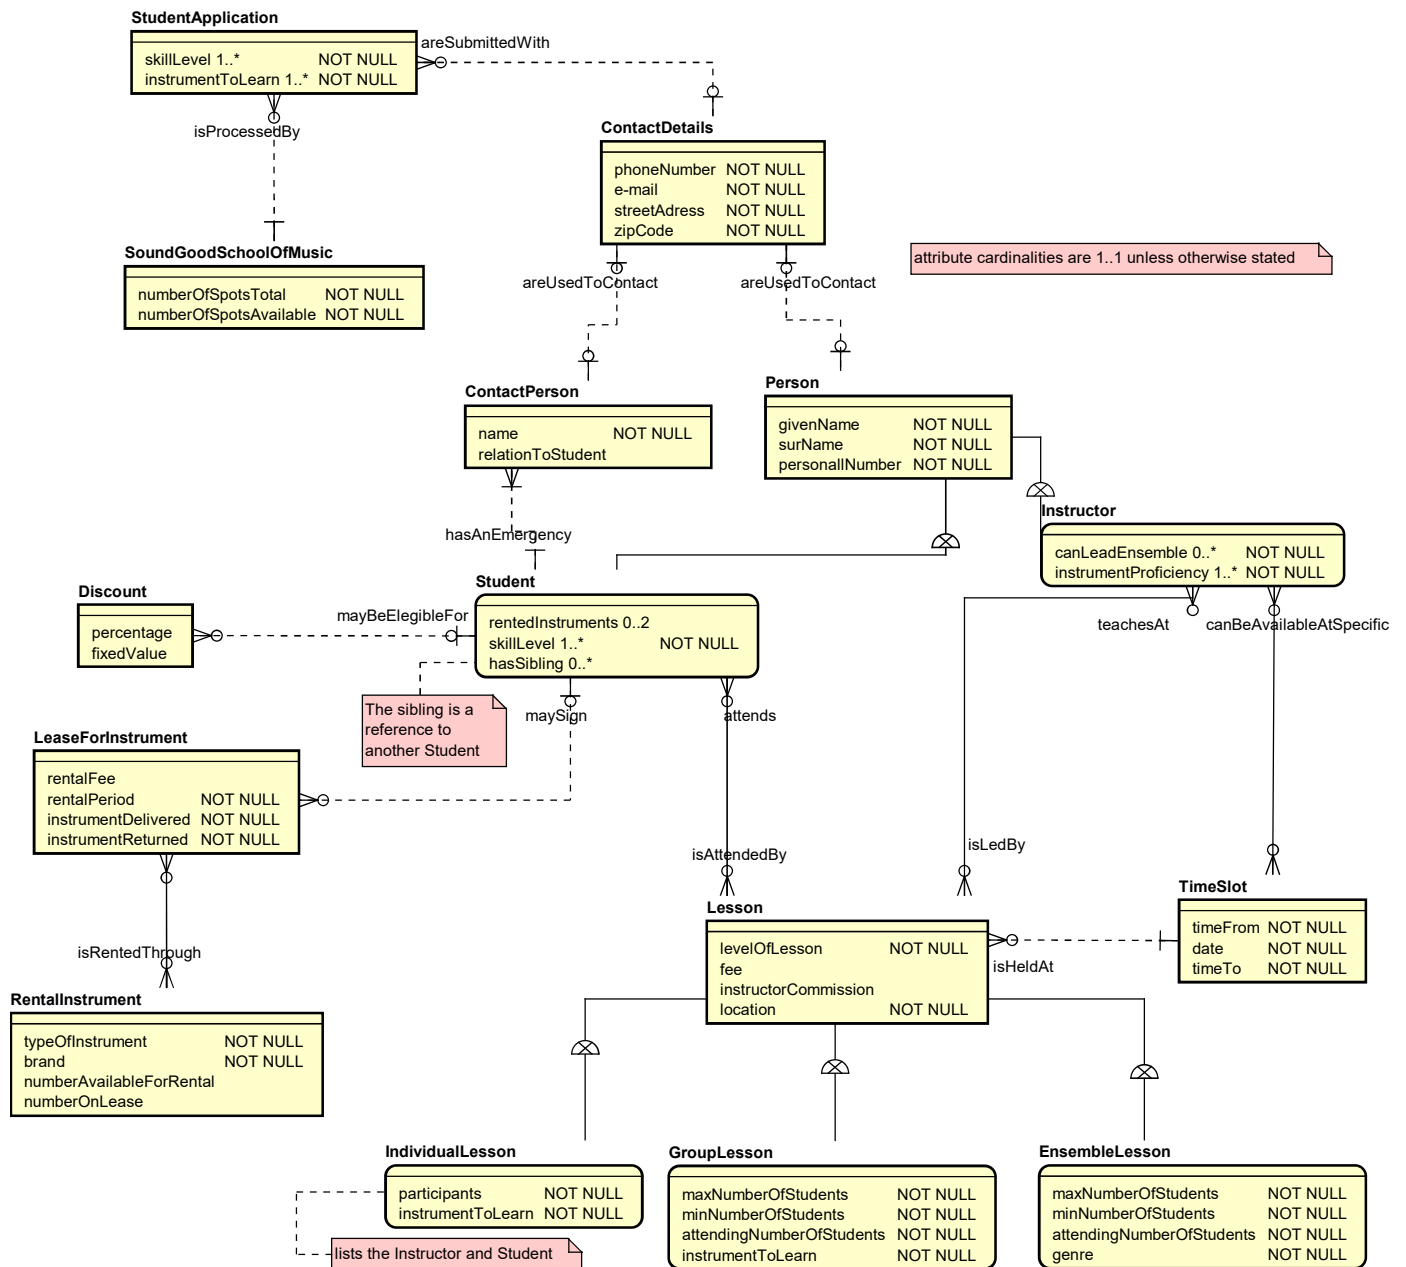 StudentApplication
skillLevel 1..* NOT NULL
instrumentToLearn 1..* NOT NULL
areSubmittedWith
isProcessedBy
ContactDetails
phoneNumber NOT NULL
e-mail NOT NULL
streetAdress NOT NULL
zipCode NOT NULL
SoundGoodSchoolOfMusic
numberOfSpotsTotal NOT NULL
numberOfSpotsAvailable NOT NULL
attribute cardinalities are 1..1 unless otherwise stated
areUsedToContact
areUsedToContact
ContactPerson
name NOT NULL
relationToStudent
Person
givenName NOT NULL
surName NOT NULL
personallNumber NOT NULL
hasAnEmergency
Instructor
canLeadEnsemble 0..* NOT NULL
instrumentProficiency 1..* NOT NULL
Discount
percentage
fixedValue
mayBeElegibleFor
Student
rentedInstruments 0..2
skillLevel 1..* NOT NULL
hasSibling 0..*
teachesAt
canBeAvailableAtSpecific
The sibling is a
reference to
another Student
maySign
attends
LeaseForInstrument
rentalFee
rentalPeriod NOT NULL
instrumentDelivered NOT NULL
instrumentReturned NOT NULL
isAttendedBy
isLedBy
isRentedThrough
Lesson
levelOfLesson NOT NULL
fee
instructorCommission
location NOT NULL
isHeldAt
TimeSlot
timeFrom NOT NULL
date NOT NULL
timeTo NOT NULL
RentalInstrument
typeOfInstrument NOT NULL
brand NOT NULL
numberAvailableForRental
numberOnLease
IndividualLesson
participants NOT NULL
instrumentToLearn NOT NULL
lists the Instructor and Student
GroupLesson
maxNumberOfStudents NOT NULL
minNumberOfStudents NOT NULL
attendingNumberOfStudents NOT NULL
instrumentToLearn NOT NULL
EnsembleLesson
maxNumberOfStudents NOT NULL
minNumberOfStudents NOT NULL
attendingNumberOfStudents NOT NULL
genre NOT NULL